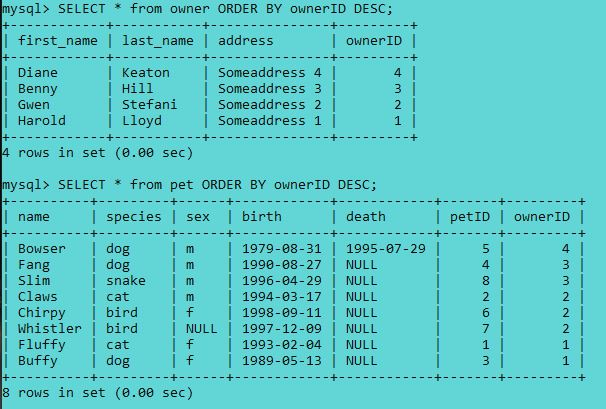 mysql> SELECT * from owner ORDER BY ownerID DESC;
+------------+-----------+---------------+---------+
| first_name | last_name | address       | ownerID |
+------------+-----------+---------------+---------+
| Diane      | Keaton    | Someaddress 4 |       4 |
| Benny      | Hill      | Someaddress 3 |       3 |
| Gwen       | Stefani   | Someaddress 2 |       2 |
| Harold     | Lloyd     | Someaddress 1 |       1 |
+------------+-----------+---------------+---------+
4 rows in set (0.00 sec)
mysql> SELECT * from pet ORDER BY ownerID DESC;
+----------+---------+------+------------+------------+-------+---------+
| name     | species | sex  | birth      | death      | petID | ownerID |
+----------+---------+------+------------+------------+-------+---------+
| Bowser   | dog     | m    | 1979-08-31 | 1995-07-29 |     5 |       4 |
| Fang     | dog     | m    | 1990-08-27 | NULL       |     4 |       3 |
| Slim     | snake   | m    | 1996-04-29 | NULL       |     8 |       3 |
| Claws    | cat     | m    | 1994-03-17 | NULL       |     2 |       2 |
| Chirpy   | bird    | f    | 1998-09-11 | NULL       |     6 |       2 |
| Whistler | bird    | NULL | 1997-12-09 | NULL       |     7 |       2 |
| Fluffy   | cat     | f    | 1993-02-04 | NULL       |     1 |       1 |
| Buffy    | dog     | f    | 1989-05-13 | NULL       |     3 |       1 |
+----------+---------+------+------------+------------+-------+---------+
8 rows in set (0.00 sec)